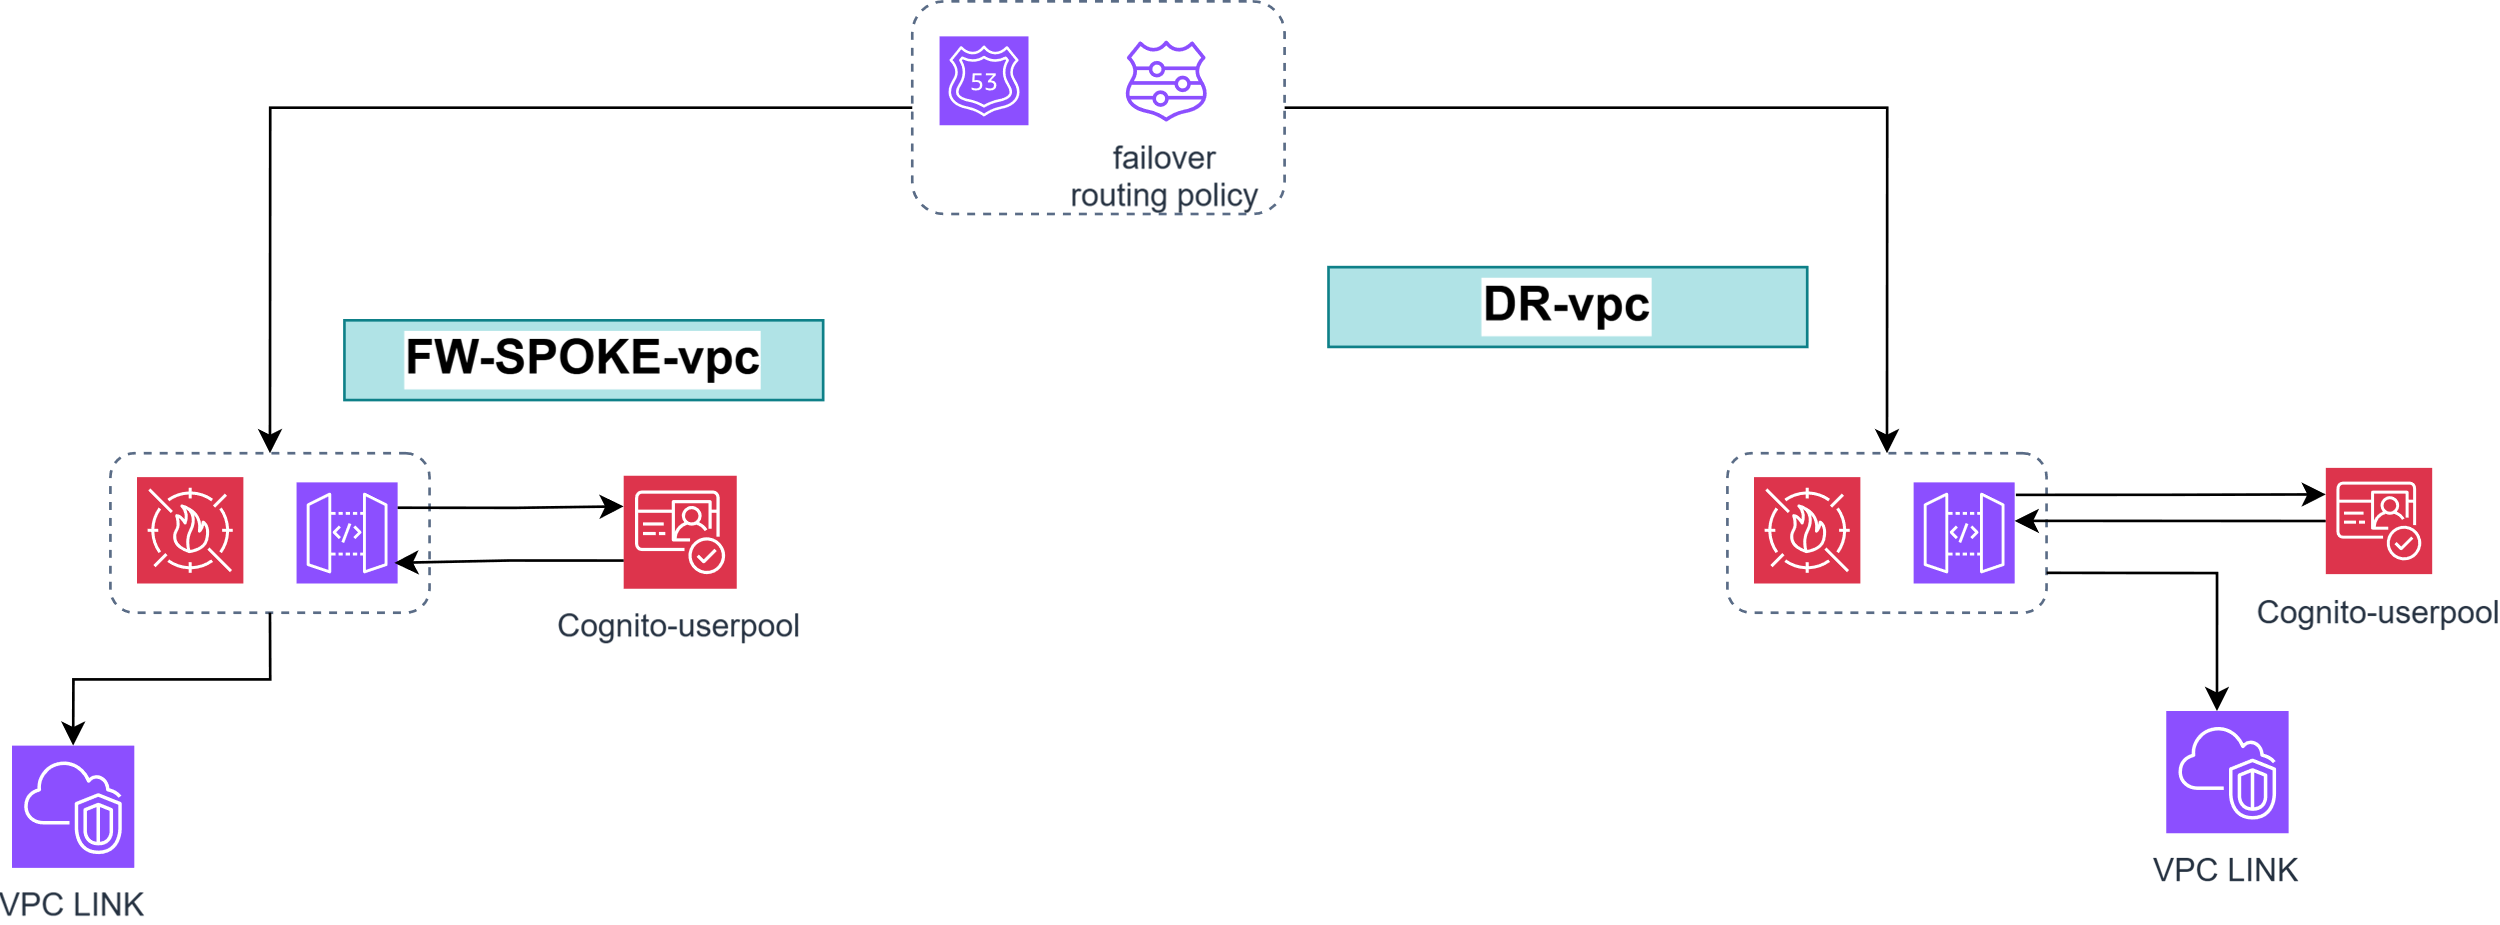 53
failover
routing policy
DR-vpc
FW-SPOKE-vpc
Cognito-userpool
Cognito-userpool
VPC LINK
VPC LINK